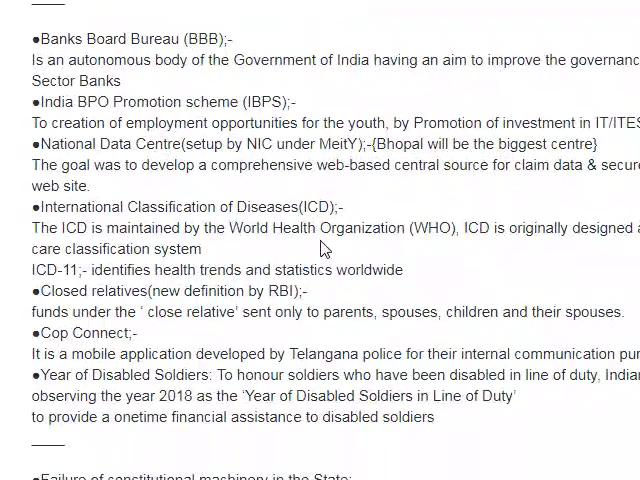 ●Banks Board Bureau (BBB);-
Is an autonomous body of the Government of India having an aim to improve the governanc
Sector Banks
●India BPO Promotion scheme (IBPS);-
To creation of employment opportunities for the youth, by Promotion of investment in IT/ITES
●National Data Centre(setup by NIC under MeitY);-{Bhopal will be the biggest centre}
The goal was to develop a comprehensive web-based central source for claim data & secure
web site.
●International Classification of Diseases(ICD);-
The ICD is maintained by the World Health Organization (WHO), ICD is originally designed a
care classification system
ICD-11;- identifies health trends and statistics worldwide
●Closed relatives(new definition by RBI);-
funds under the ‘ close relative’ sent only to parents, spouses, children and their spouses.
●Cop Connect;-
It is a mobile application developed by Telangana police for their internal communication pur
●Year of Disabled Soldiers: To honour soldiers who have been disabled in line of duty, Indian
observing the year 2018 as the ‘Year of Disabled Soldiers in Line of Duty’
to provide a onetime financial assistance to disabled soldiers
●Failure of constitutional machinery in the State;-